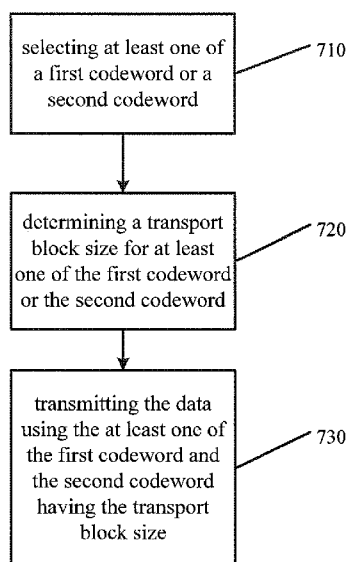 selecting at least one of
a first codeword or a
second codeword
710
determining a transport
block size for at least
one of the first codeword
or the second codeword
720
transmitting the data
using the at least one of
the first codeword and
the second codeword
having the transport
block size
730